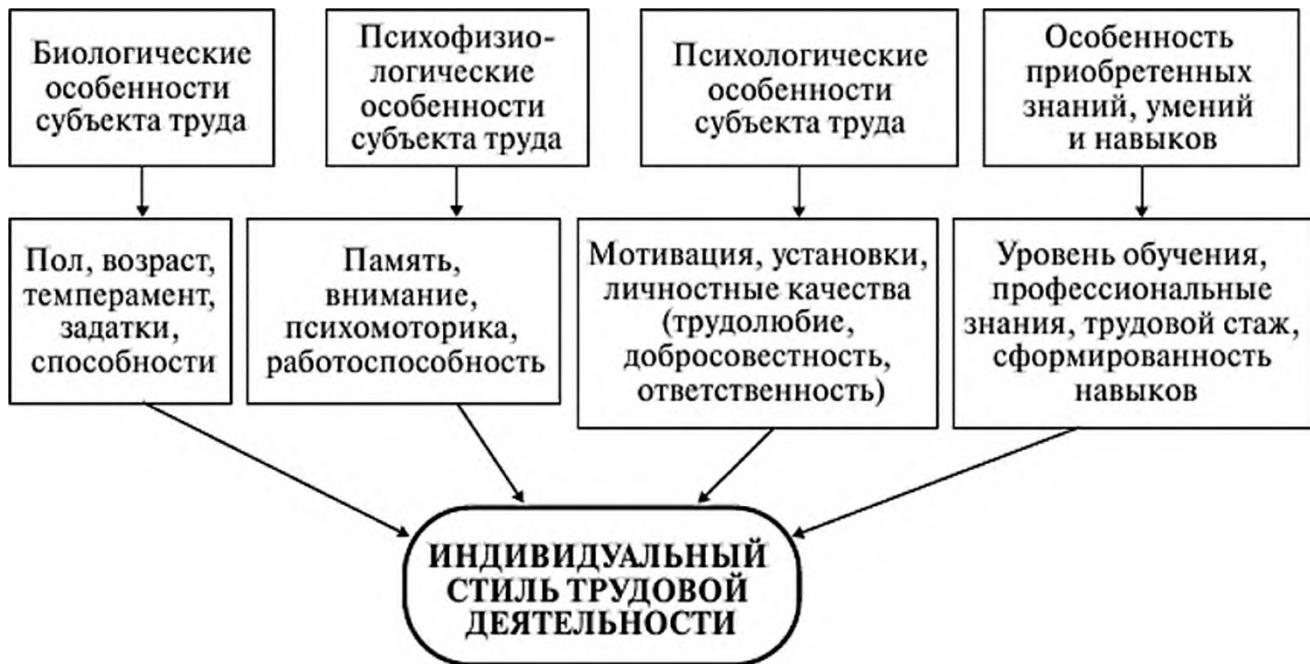 Биологические
особенности
субъекта труда
Психофизио-
логические
особенности
субъекта труда
Психологические
особенности
субъекта труда
Особенность
приобретенных
знаний, умений
и навыков
Пол, возраст,
темперамент,
задатки,
способности
Память,
внимание,
психомоторика,
работоспособность
Мотивация, установки,
личностные качества
(трудолюбие,
добросовестность,
ответственность)
Уровень обучения,
профессиональные
знания, трудовой стаж,
сформированность
навыков
ИНДИВИДУАЛЬНЫЙ
СТИЛЬ ТРУДОВОЙ
ДЕЯТЕЛЬНОСТИ